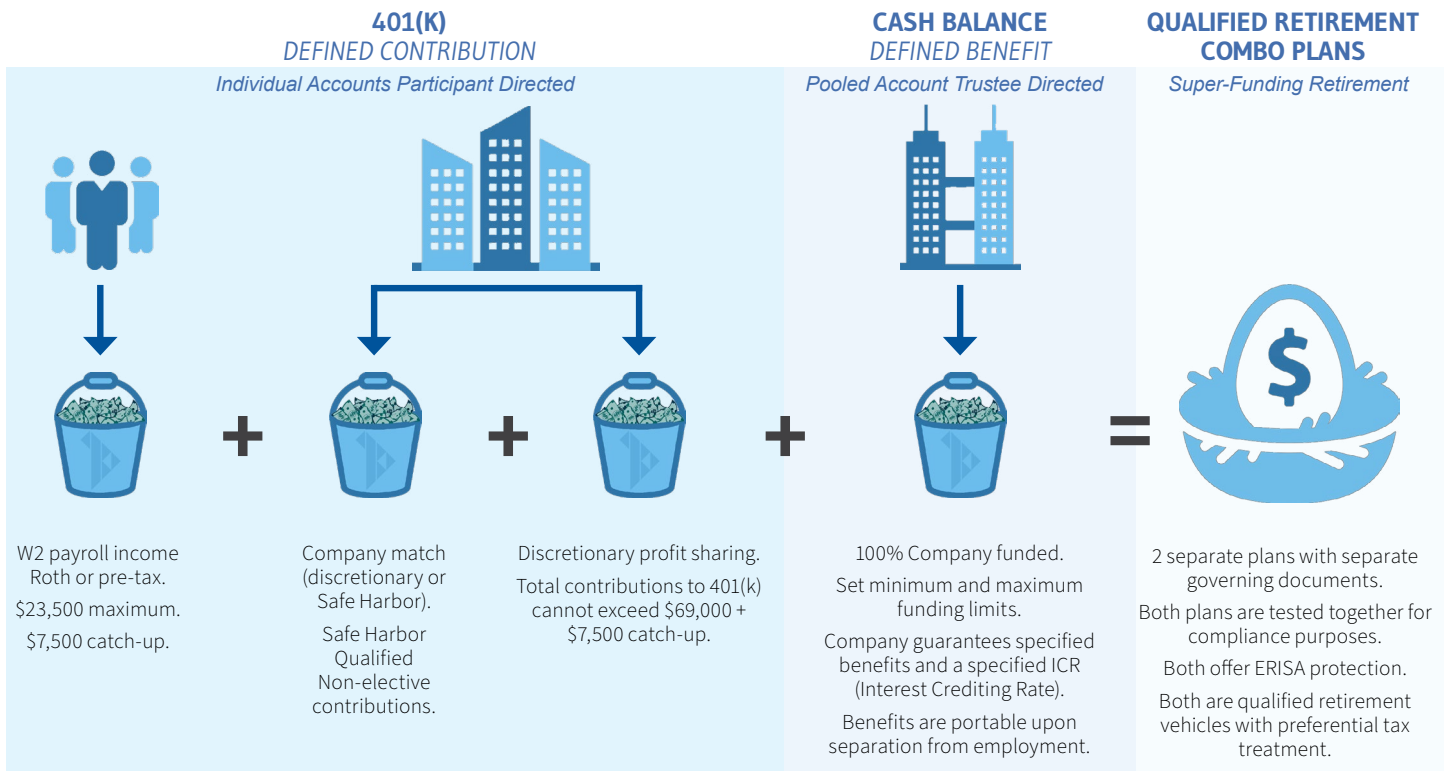 401(K)
DEFINED CONTRIBUTION
Individual Accounts Participant Directed
CASH BALANCE
DEFINED BENEFIT
Pooled Account Trustee Directed
QUALIFIED RETIREMENT
COMBO PLANS
Super-Funding Retirement
+
+
+
=
$
W2 payroll income
Roth or pre-tax.
$23,500 maximum.
$7,500 catch-up.
Company match
(discretionary or
Safe Harbor).
Safe Harbor
Qualified
Non-elective
contributions.
Discretionary profit sharing.
Total contributions to 401(k)
cannot exceed $69,000 +
$7,500 catch-up.
100% Company funded.
Set minimum and maximum
funding limits.
Company guarantees specified
benefits and a specified ICR
(Interest Crediting Rate).
Benefits are portable upon
separation from employment.
2 separate plans with separate
governing documents.
Both plans are tested together for
compliance purposes.
Both offer ERISA protection.
Both are qualified retirement
vehicles with preferential tax
treatment.